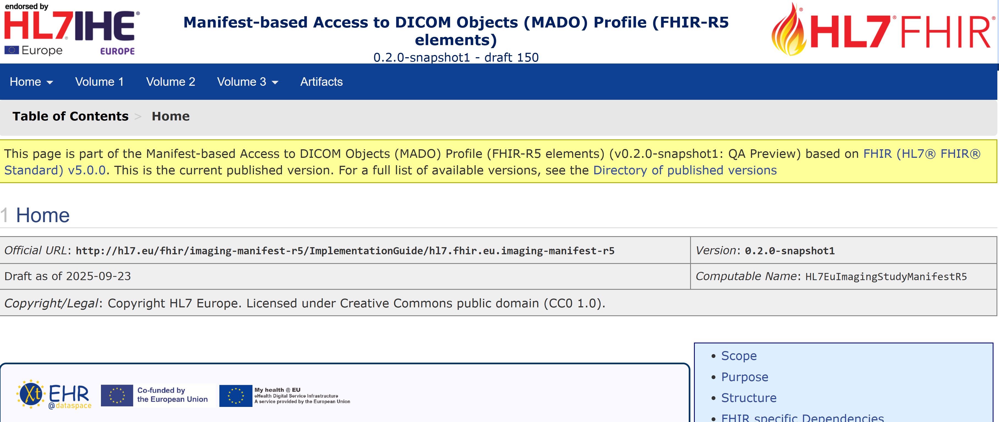 endorsed by
HL7® IHE®
Europe EUROPE
Manifest-based Access to DICOM Objects (MADO) Profile (FHIR-R5
elements)
0.2.0-snapshot1 - draft 150
® HL7® FHIR®
Home Volume 1 Volume 2 Volume 3 Artifacts
Table of Contents > Home
This page is part of the Manifest-based Access to DICOM Objects (MADO) Profile (FHIR-R5 elements) (v0.2.0-snapshot1: QA Preview) based on FHIR (HL7® FHIR®
Standard) v5.0.0. This is the current published version. For a full list of available versions, see the Directory of published versions
1 Home
Official URL: http://hl7.eu/fhir/imaging-manifest-r5/ImplementationGuide/hl7.fhir.eu.imaging-manifest-r5 Version: 0.2.0-snapshot1
Draft as of 2025-09-23 Computable Name: HL7EuImagingStudyManifestR5
Copyright/Legal: Copyright HL7 Europe. Licensed under Creative Commons public domain (CC0 1.0).
Xt EHR
@dataspace
Co-funded by
the European Union
My health @ EU
eHealth Digital Service Infrastructure
A service provided by the European Union
• Scope
• Purpose
• Structure
• FHIR specific Dependencies